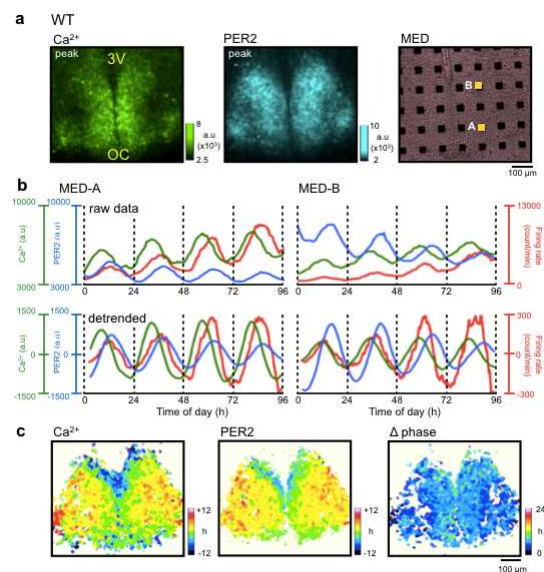 a WT
Ca²⁺ PER2 MED
peak 3V peak
B
A
OC
8
a.u
(x10³)
2.5
10
a.u
(x10³)
2
100 μm
b MED-A MED-B
10000 10000 raw data 13000
Ca²⁺ (a.u)
PER2 (a.u)
Firing rate
(count/min)
3000 3000 0
0 24 48 72 96 0 24 48 72 96
1500 1500 detrended 300
Ca²⁺ (a.u)
PER2 (a.u)
Firing rate
(count/min)
0 0
-1500 -1500 -300
0 24 48 72 96 0 24 48 72 96
Time of day (h) Time of day (h)
c Ca²⁺ PER2 Δ phase
+12 +12 24
h h h
-12 -12 0
100 μm